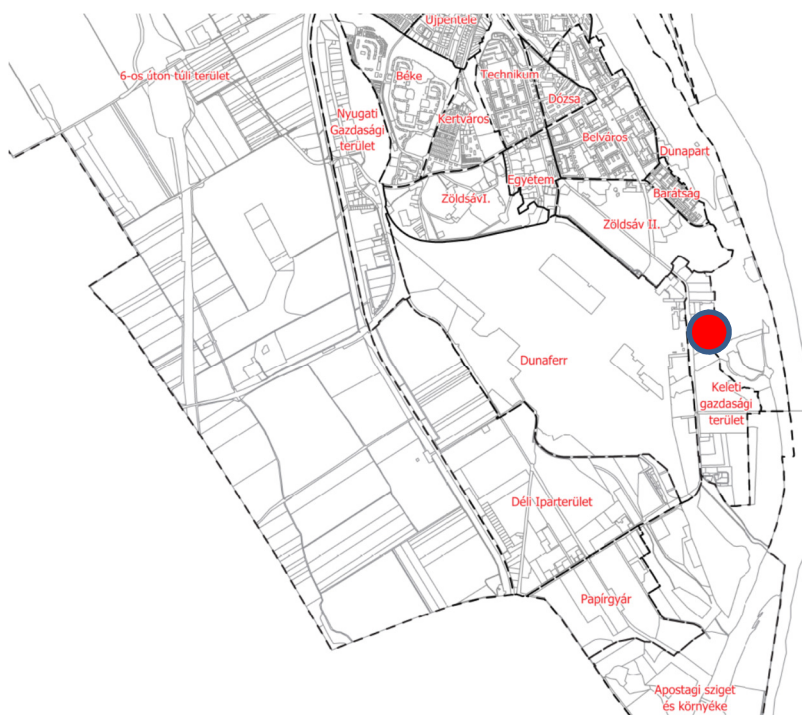 Újpentele
6-os úton túli terület
Béke
Technikum
Dózsa
Nyugati
Gazdasági
terület
Kertváros
Belváros
Dunapart
Egyetem
Barátság
ZöldsávI.
Zöldsáv II.
Dunaferr
Keleti
gazdasági
terület
Déli Iparterület
Papírgyár
Apostagi sziget
és környéke